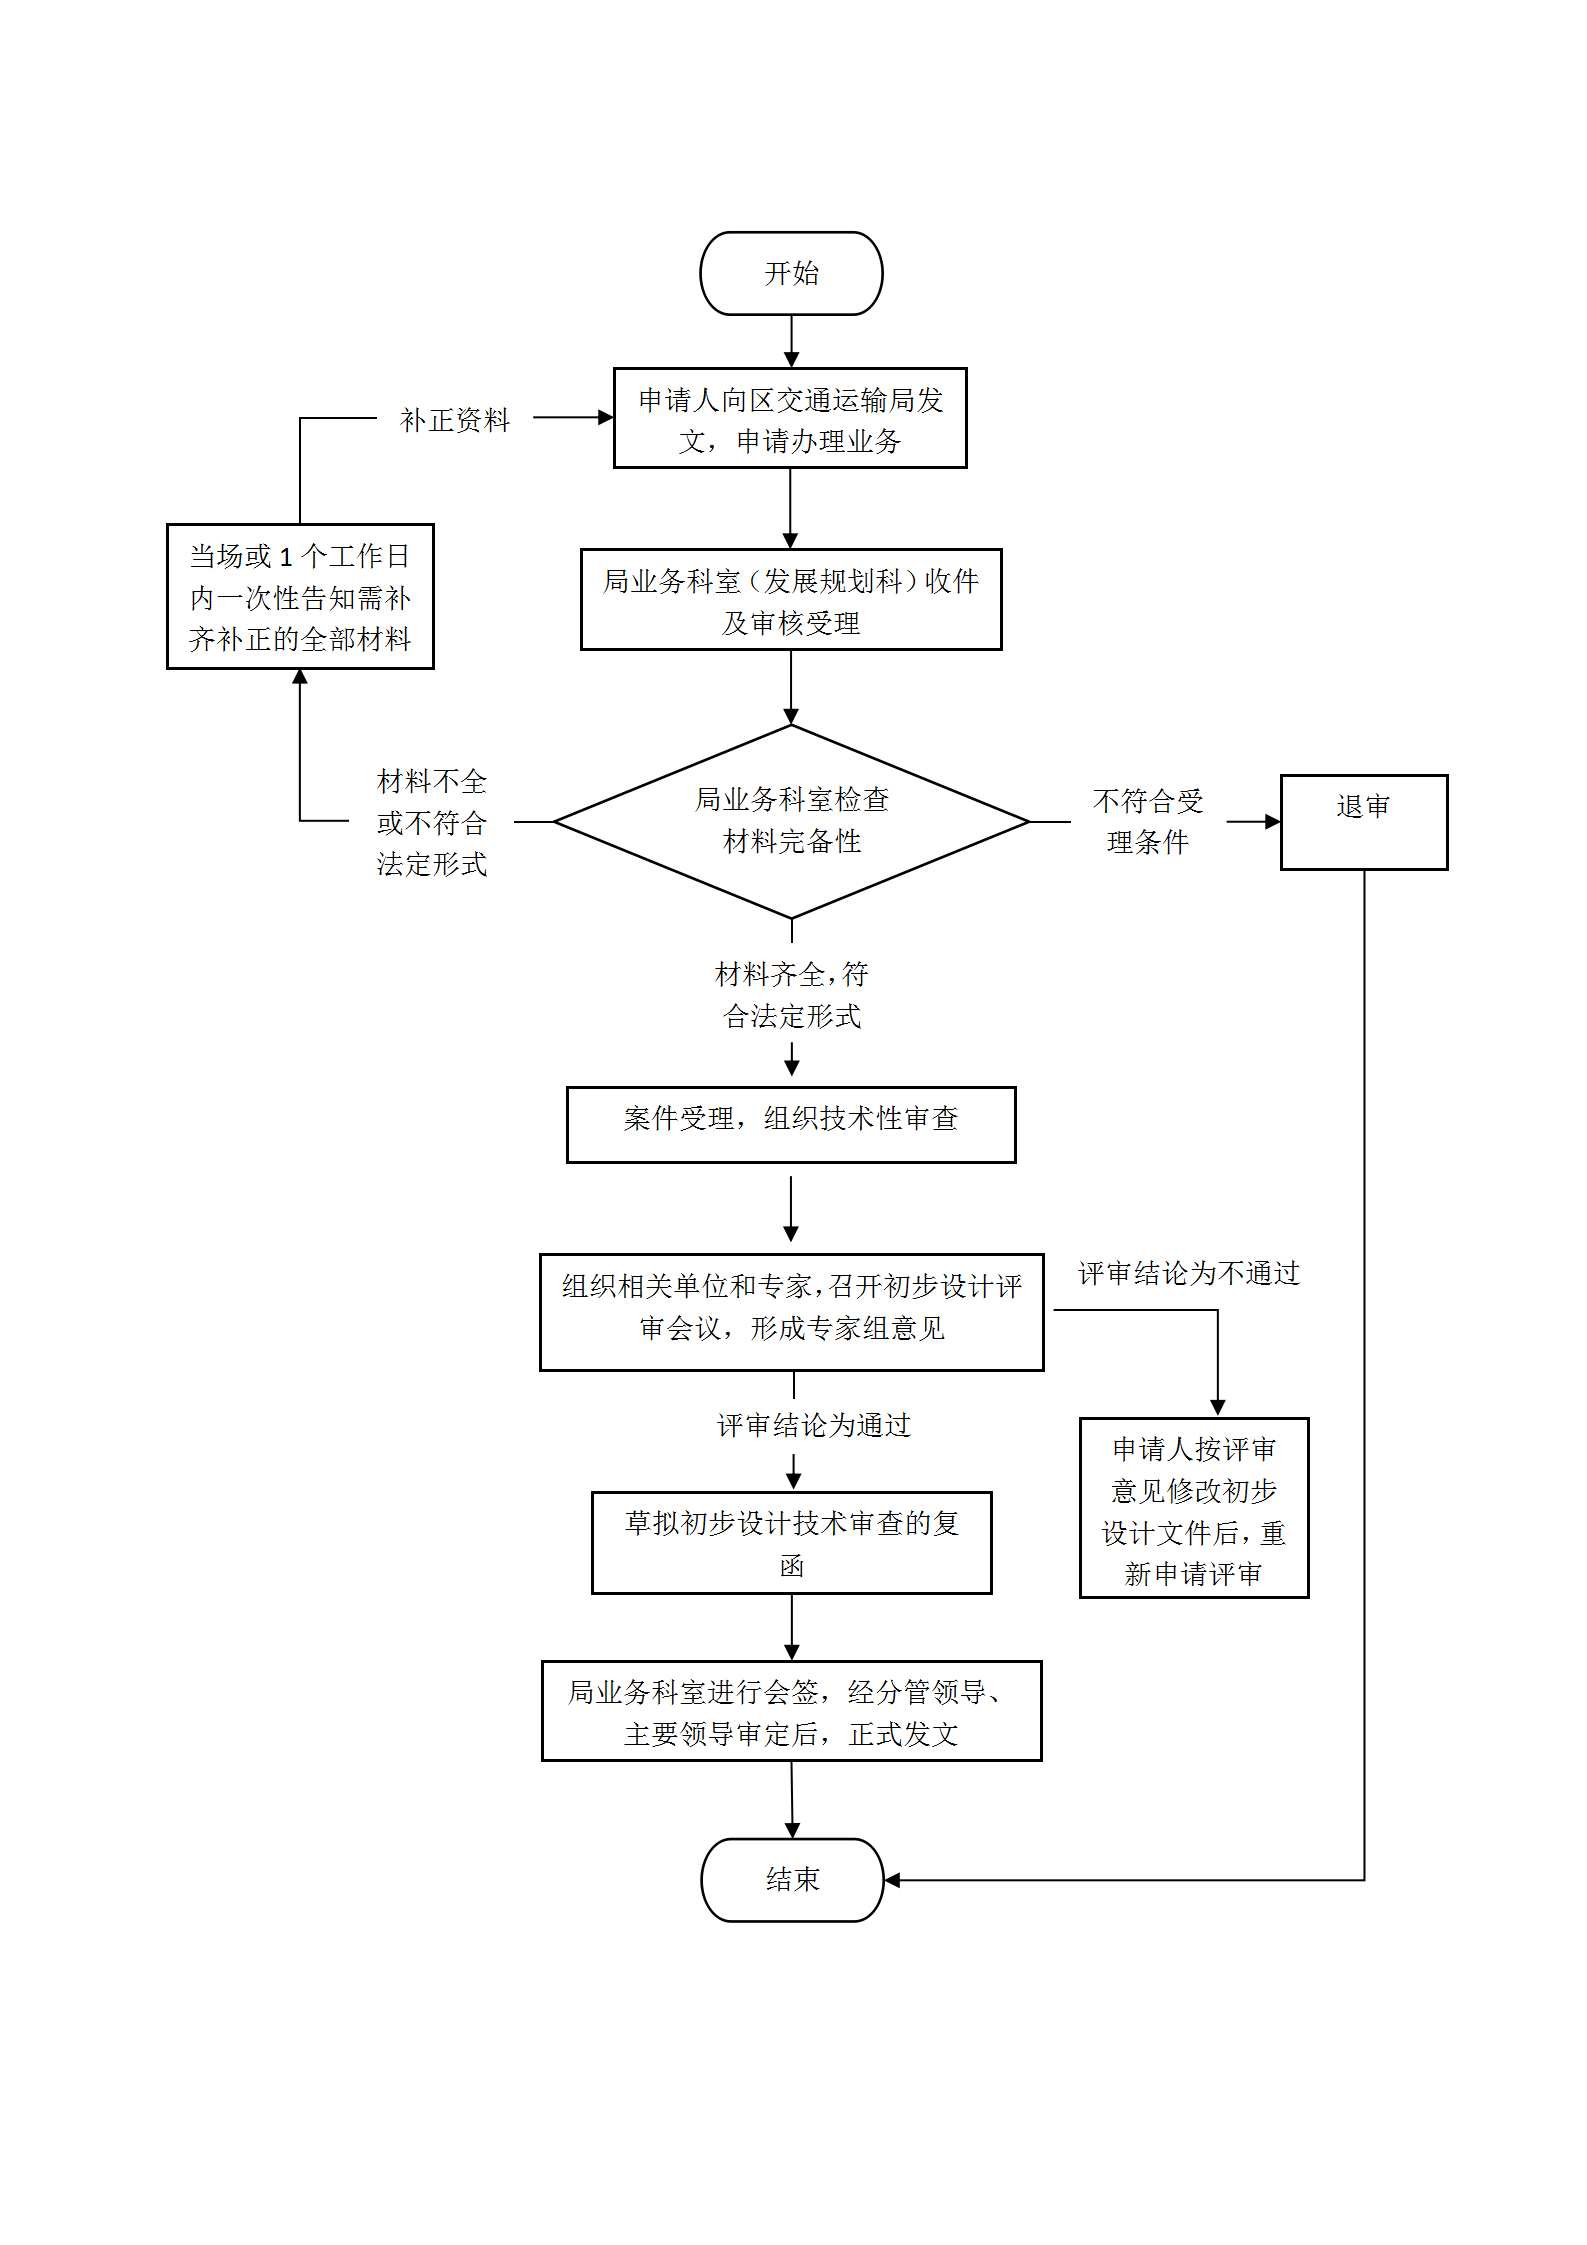 开始
申请人向区交通运输局发
文，申请办理业务
补正资料
当场或 1 个工作日
内一次性告知需补
齐补正的全部材料
局业务科室（发展规划科）收件
及审核受理
材料不全
或不符合
法定形式
局业务科室检查
材料完备性
不符合受
理条件
退审
材料齐全，符
合法定形式
案件受理，组织技术性审查
组织相关单位和专家，召开初步设计评
审会议，形成专家组意见
评审结论为不通过
评审结论为通过
申请人按评审
意见修改初步
设计文件后，重
新申请评审
草拟初步设计技术审查的复
函
局业务科室进行会签，经分管领导、
主要领导审定后，正式发文
结束